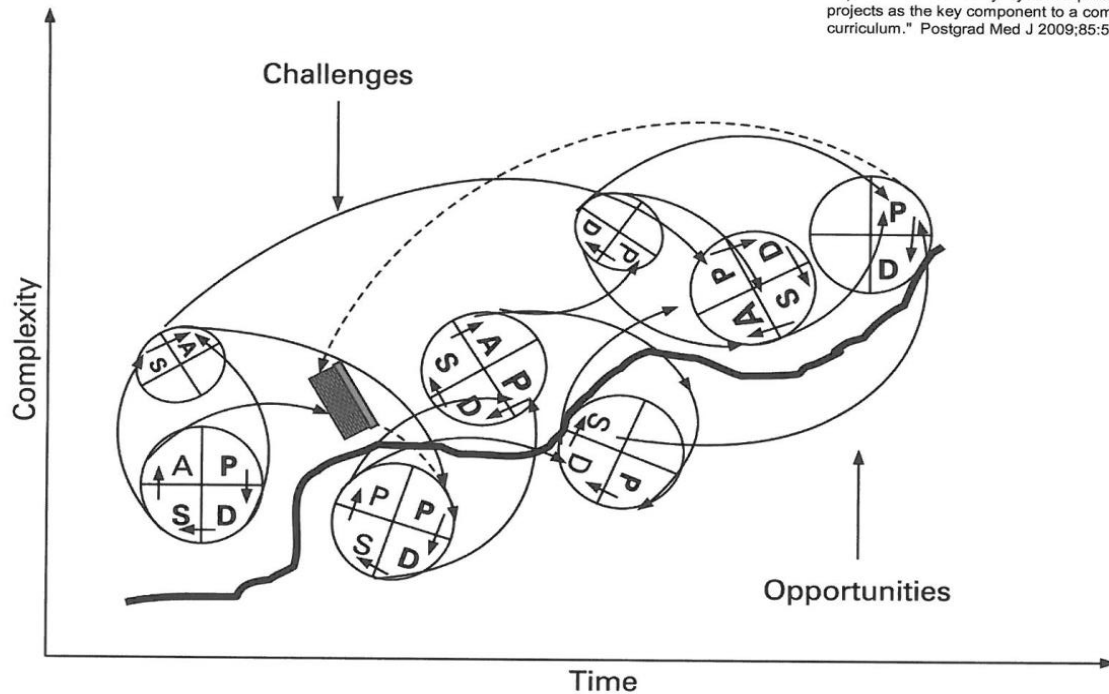 projects as the key component to a com
curriculum." Postgrad Med J 2009;85:5
Challenges
Complexity
P
D
P
D
P
D
S
A
P
D
S
A
A
P
S
D
A
S
P
D
P
P
S
D
S
D
P
Opportunities
Time